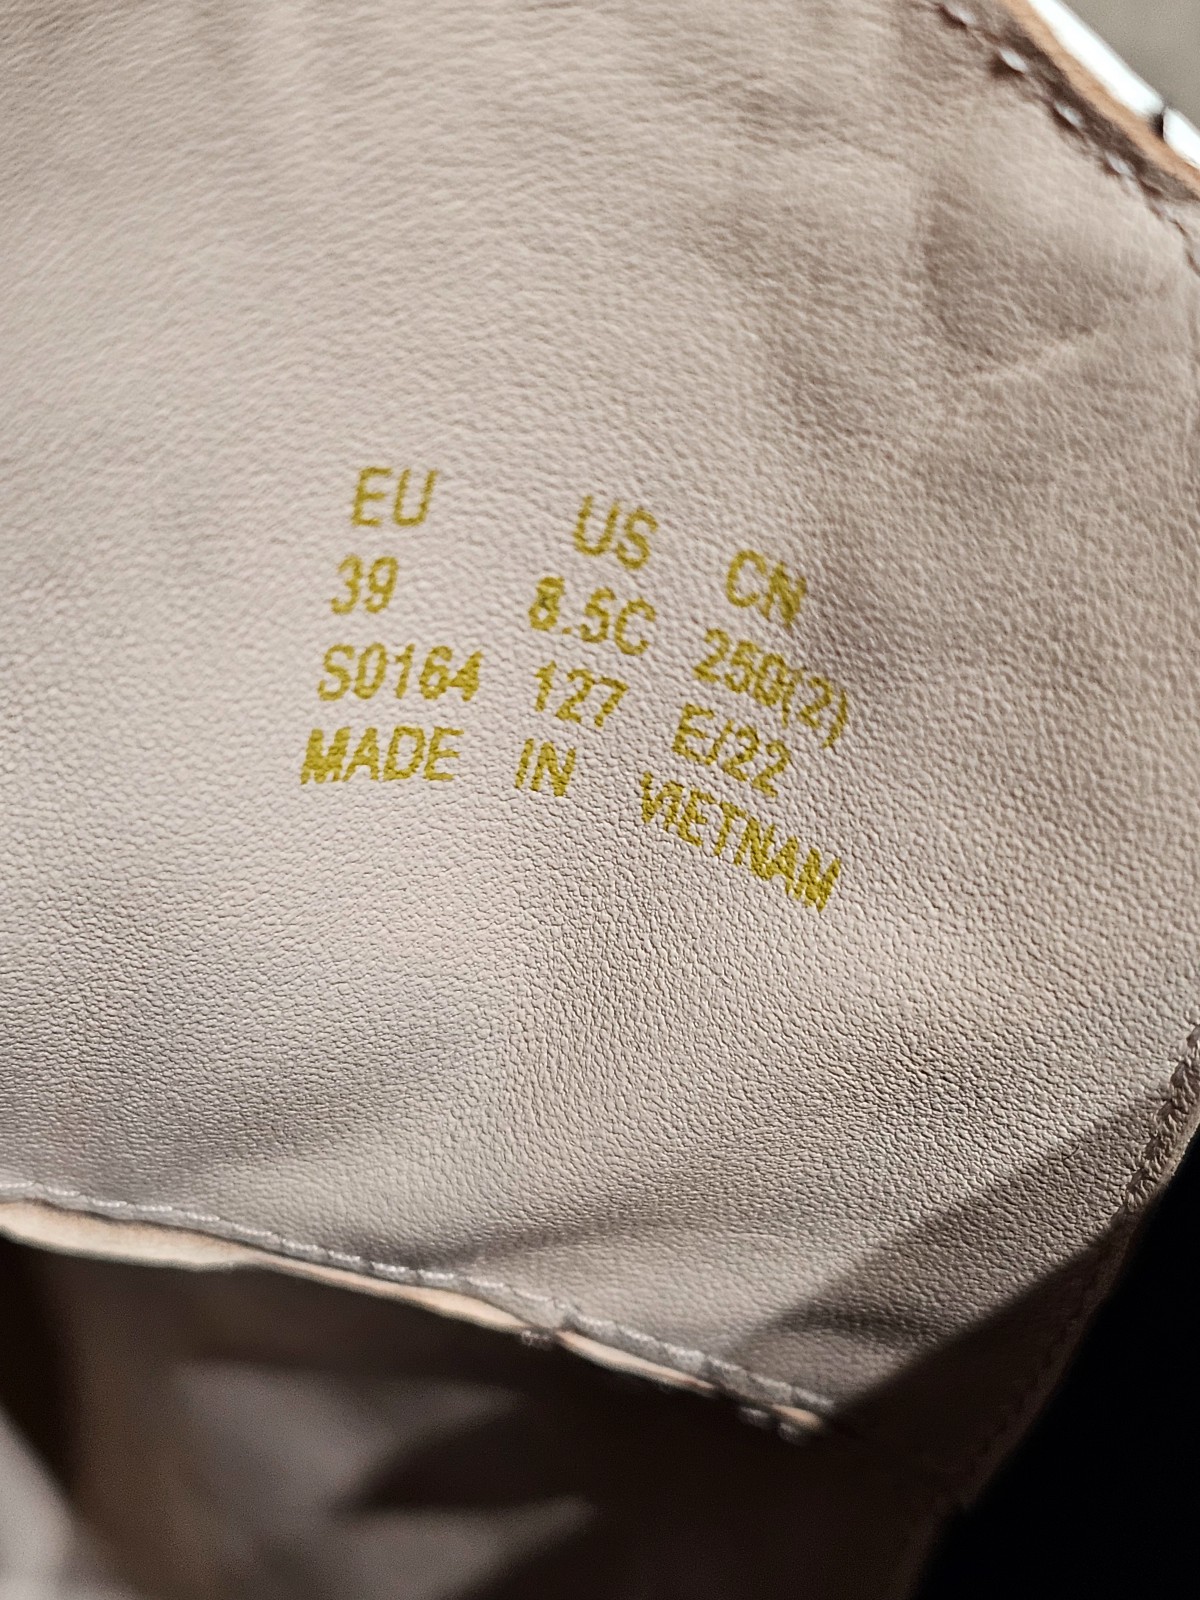 EU US CN
39 8.5C 250(2)
S0164 127 E/22
MADE IN VIETNAM